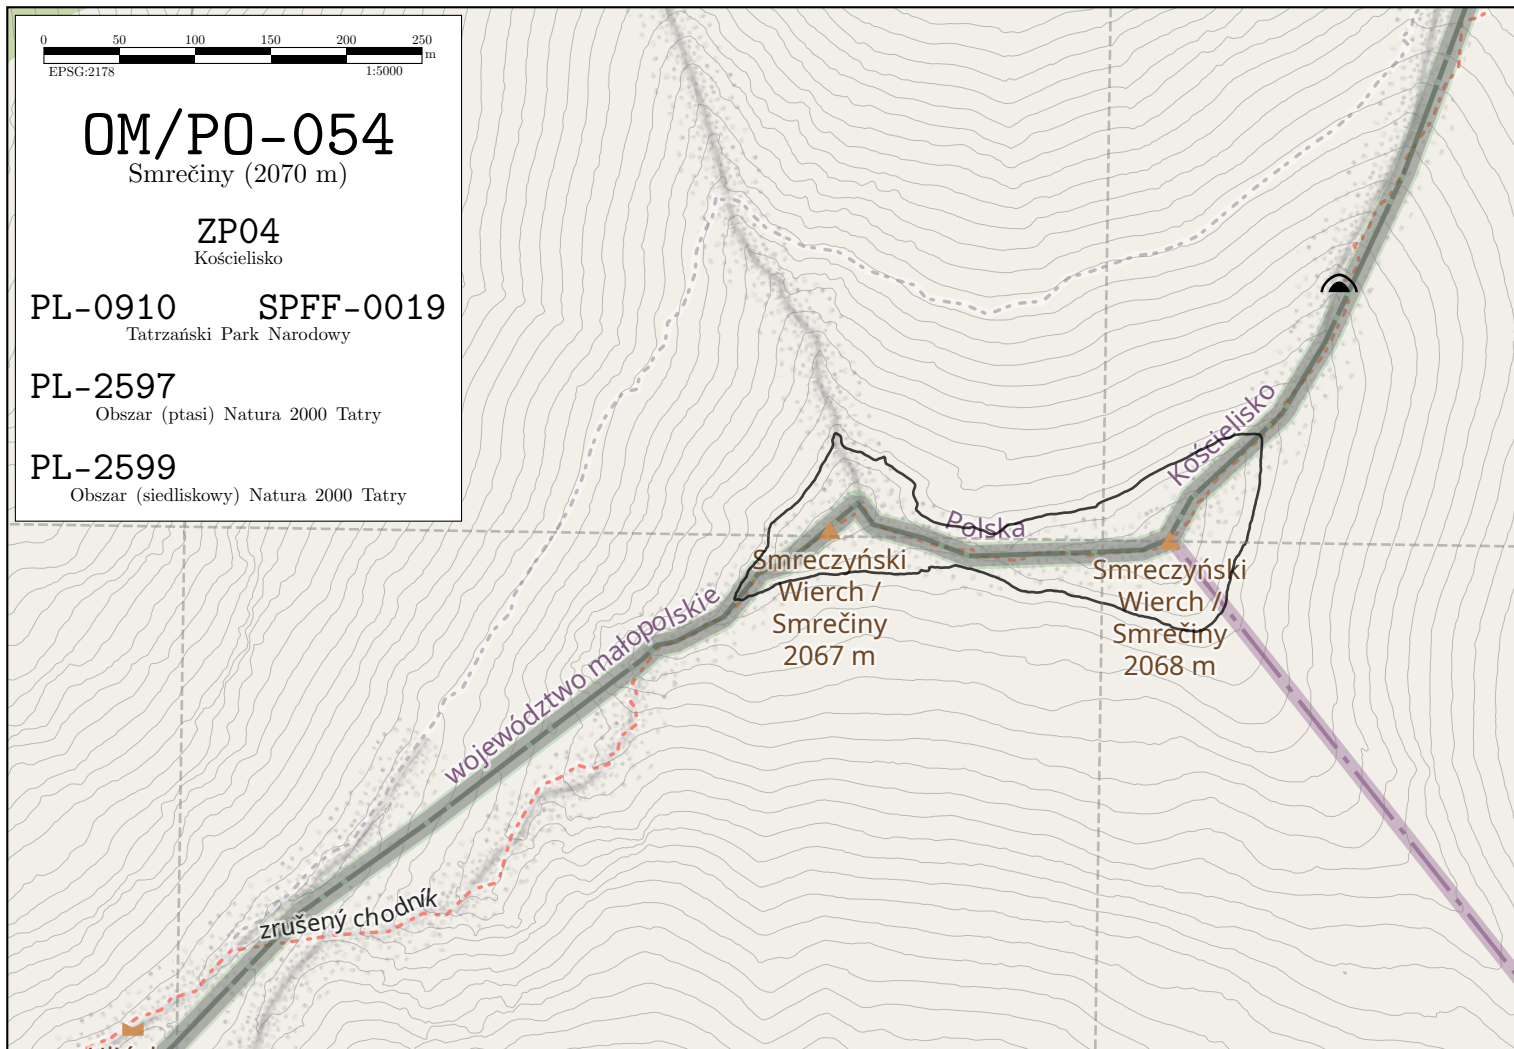 0 50 100 150 200 250
m
EPSG:2178 1:5000
OM/PO-054
Smrečiny (2070 m)
ZP04
Kościelisko
PL-0910 SPFF-0019
Tatrzański Park Narodowy
PL-2597
Obszar (ptasi) Natura 2000 Tatry
PL-2599
Obszar (siedliskowy) Natura 2000 Tatry
Kościelisko
Polska
Smreczyński
Wierch /
Smrečiny
2067 m
Smreczyński
Wierch /
Smrečiny
2068 m
województwo małopolskie
zrušený chodník